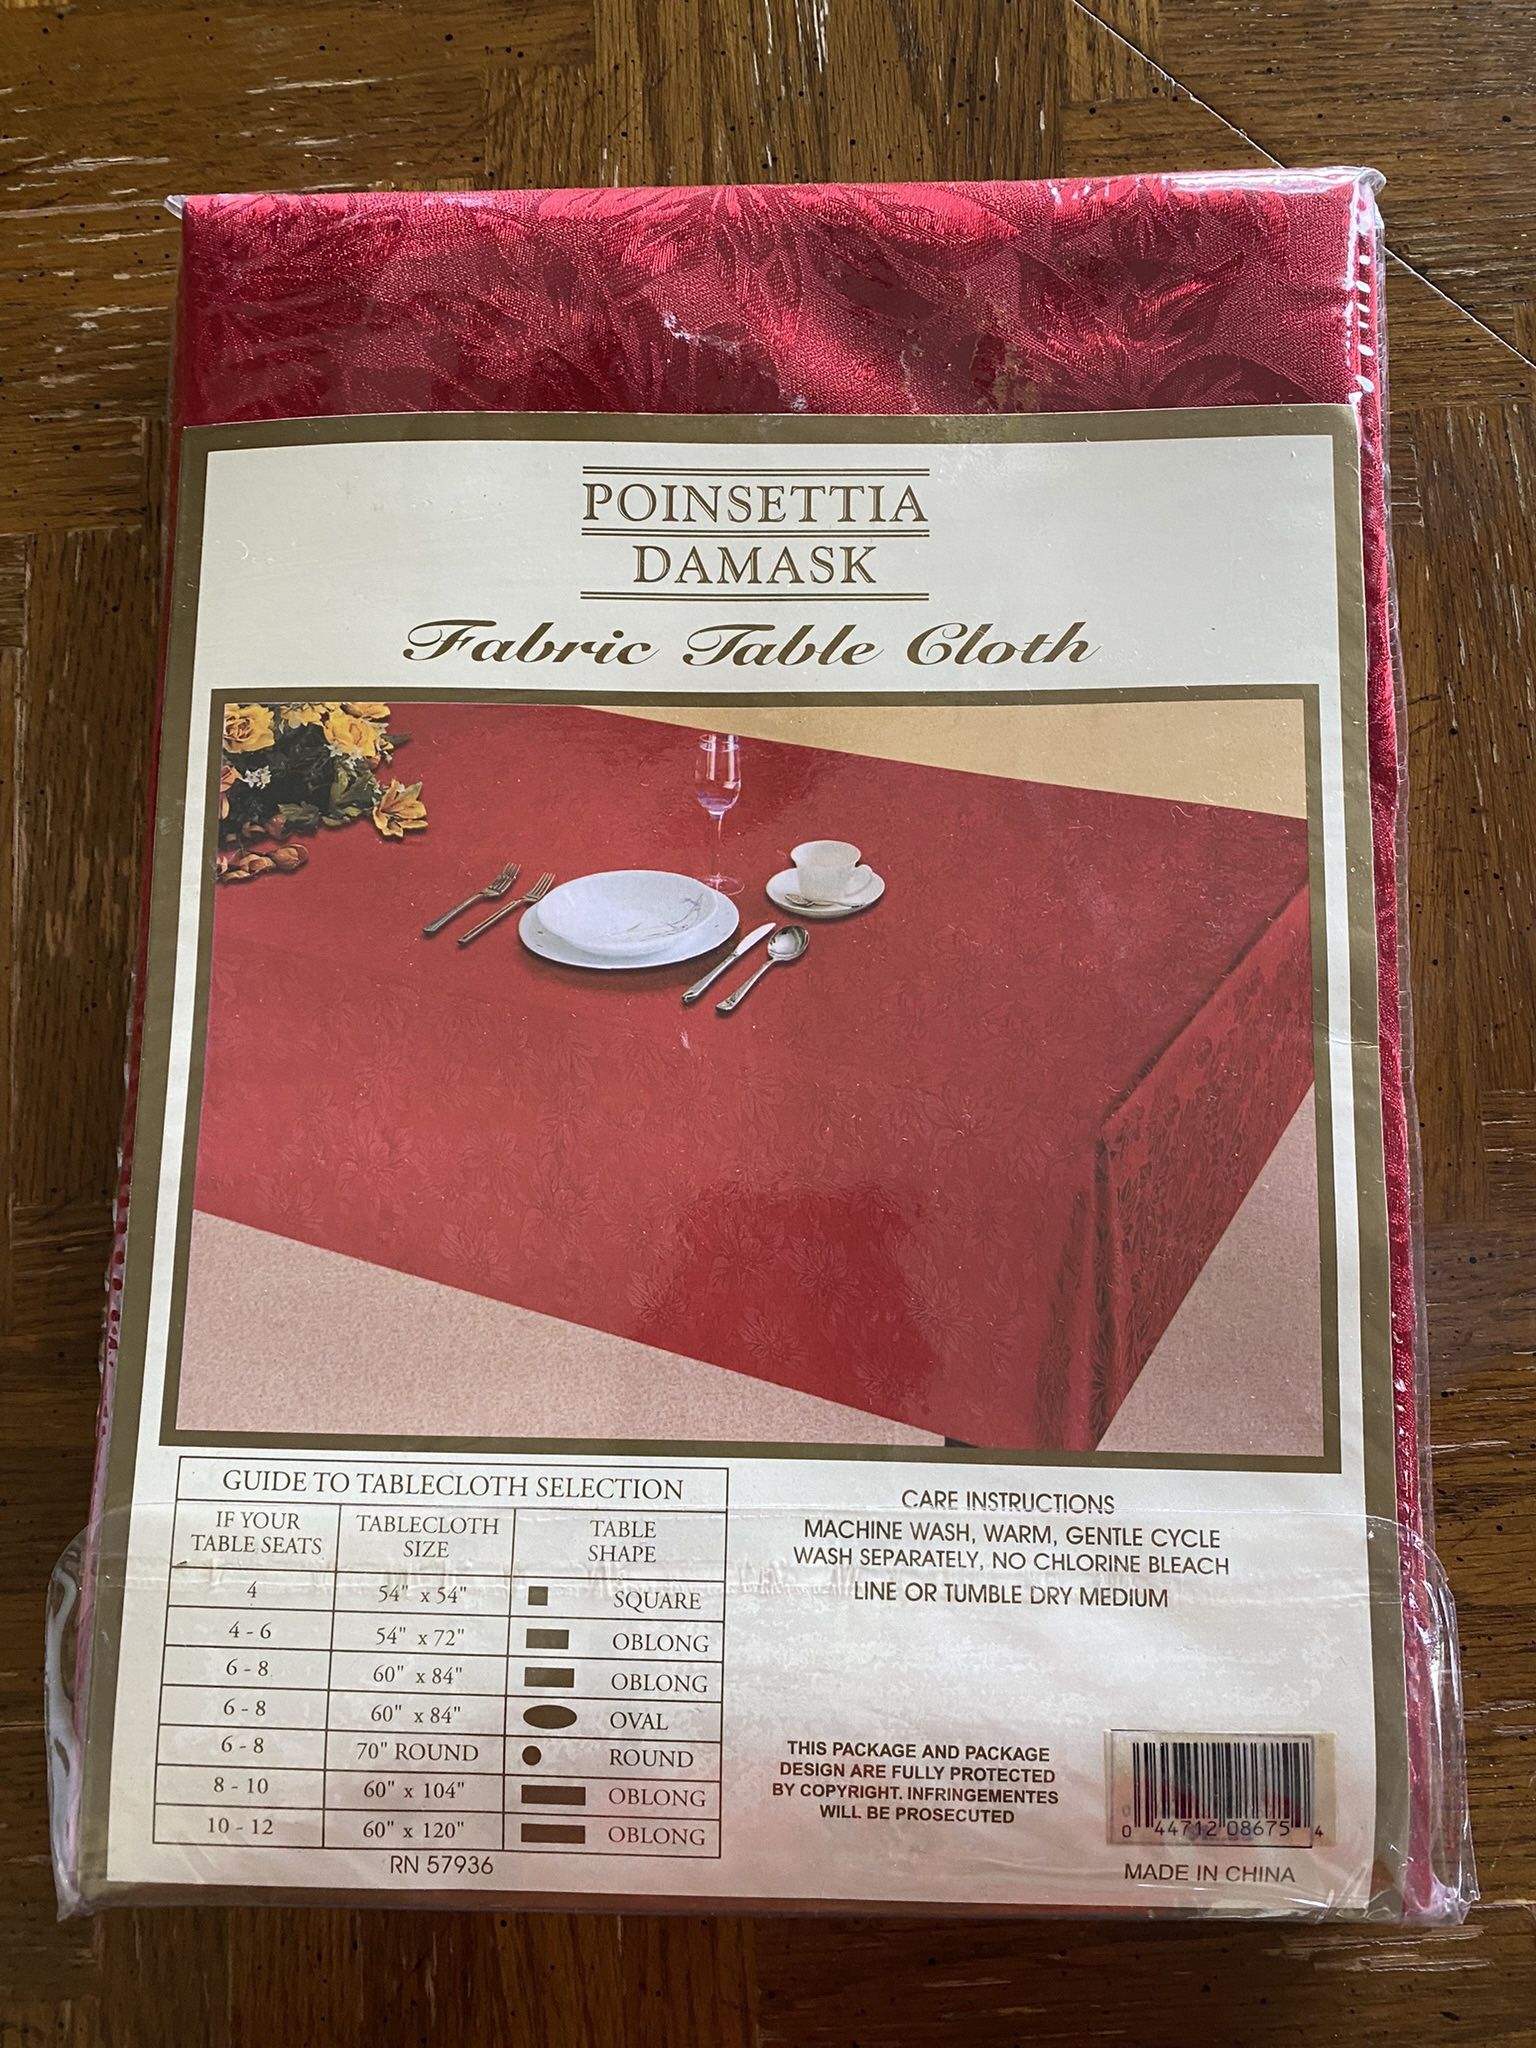 POINSETTIA
DAMASK
Fabric Table Cloth
GUIDE TO TABLECLOTH SELECTION
IF YOUR TABLE SEATS TABLECLOTH SIZE TABLE SHAPE
4 54" x 54" SQUARE
4 - 6 54" x 72" OBLONG
6 - 8 60" x 84" OBLONG
6 - 8 60" x 84" OVAL
6 - 8 70" ROUND ROUND
8 - 10 60" x 104" OBLONG
10 - 12 60" x 120" OBLONG
RN 57936
CARE INSTRUCTIONS
MACHINE WASH, WARM, GENTLE CYCLE
WASH SEPARATELY, NO CHLORINE BLEACH
LINE OR TUMBLE DRY MEDIUM
THIS PACKAGE AND PACKAGE
DESIGN ARE FULLY PROTECTED
BY COPYRIGHT. INFRINGEMENTES
WILL BE PROSECUTED
0 44712 08675 4
MADE IN CHINA